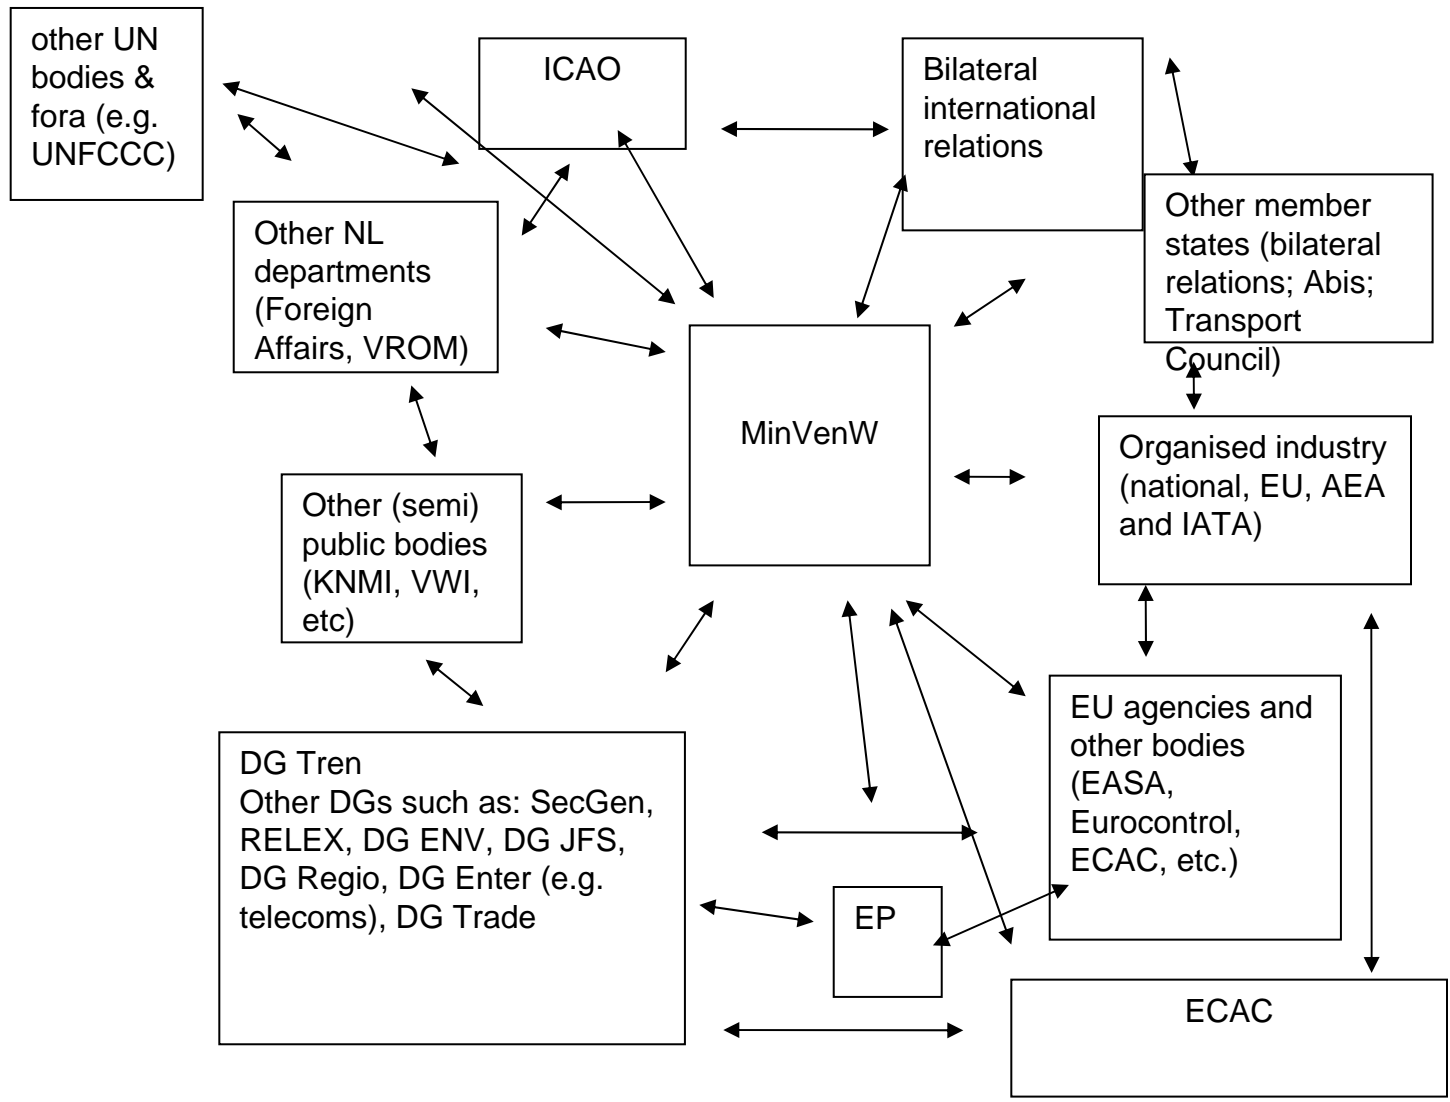 other UN
bodies &
fora (e.g.
UNFCCC)
ICAO
Bilateral
international
relations
Other member
states (bilateral
relations; Abis;
Transport
Council)
Other NL
departments
(Foreign
Affairs, VROM)
MinVenW
Organised industry
(national, EU, AEA
and IATA)
Other (semi)
public bodies
(KNMI, VWI,
etc)
EU agencies and
other bodies
(EASA,
Eurocontrol,
ECAC, etc.)
DG Tren
Other DGs such as: SecGen,
RELEX, DG ENV, DG JFS,
DG Regio, DG Enter (e.g.
telecoms), DG Trade
EP
ECAC